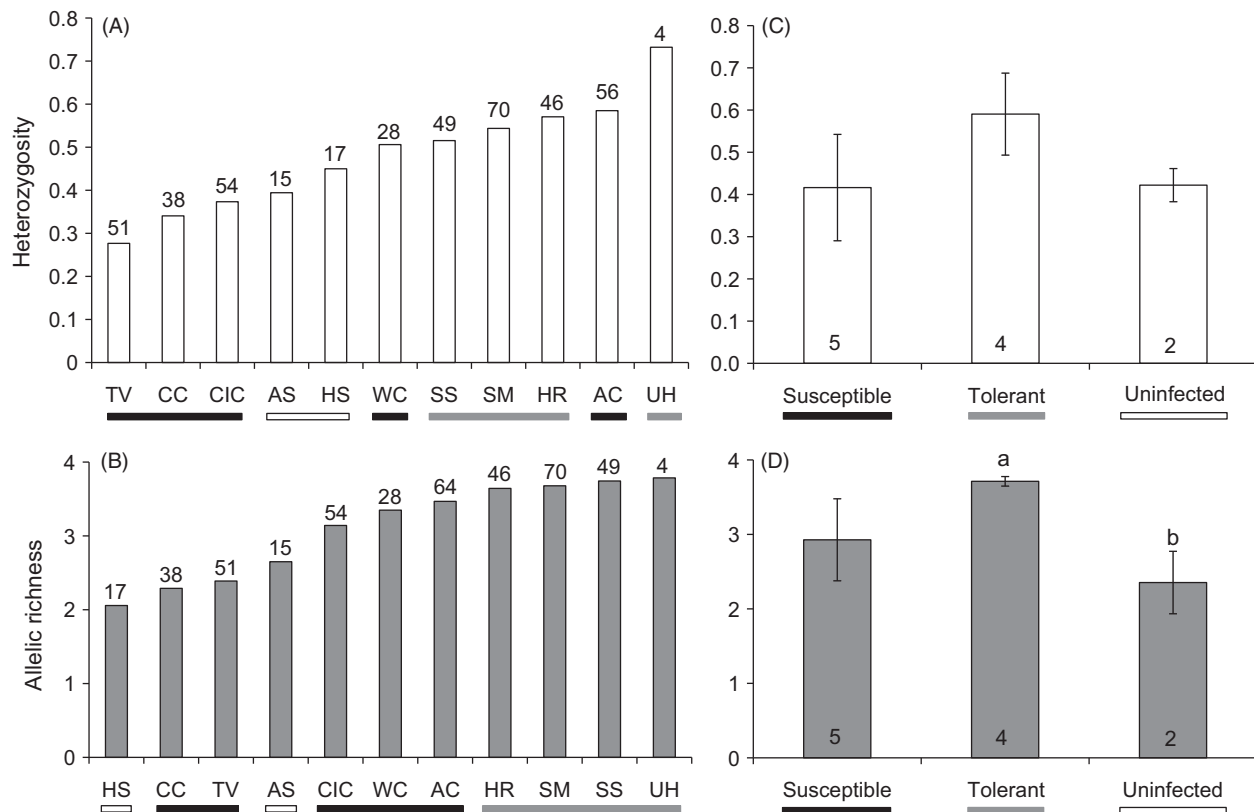 (A)
Heterozygosity
0.8
0.7
0.6
0.5
0.4
0.3
0.2
0.1
0
51 38 54 15 17 28 49 70 46 56 4
TV CC CIC AS HS WC SS SM HR AC UH
(C)
0.8
0.7
0.6
0.5
0.4
0.3
0.2
0.1
0.0
5 4 2
Susceptible Tolerant Uninfected
(B)
Allelic richness
4
3
2
1
0
17 38 51 15 54 28 64 46 70 49 4
HS CC TV AS CIC WC AC HR SM SS UH
(D)
4
3
2
1
0
a
b
5 4 2
Susceptible Tolerant Uninfected